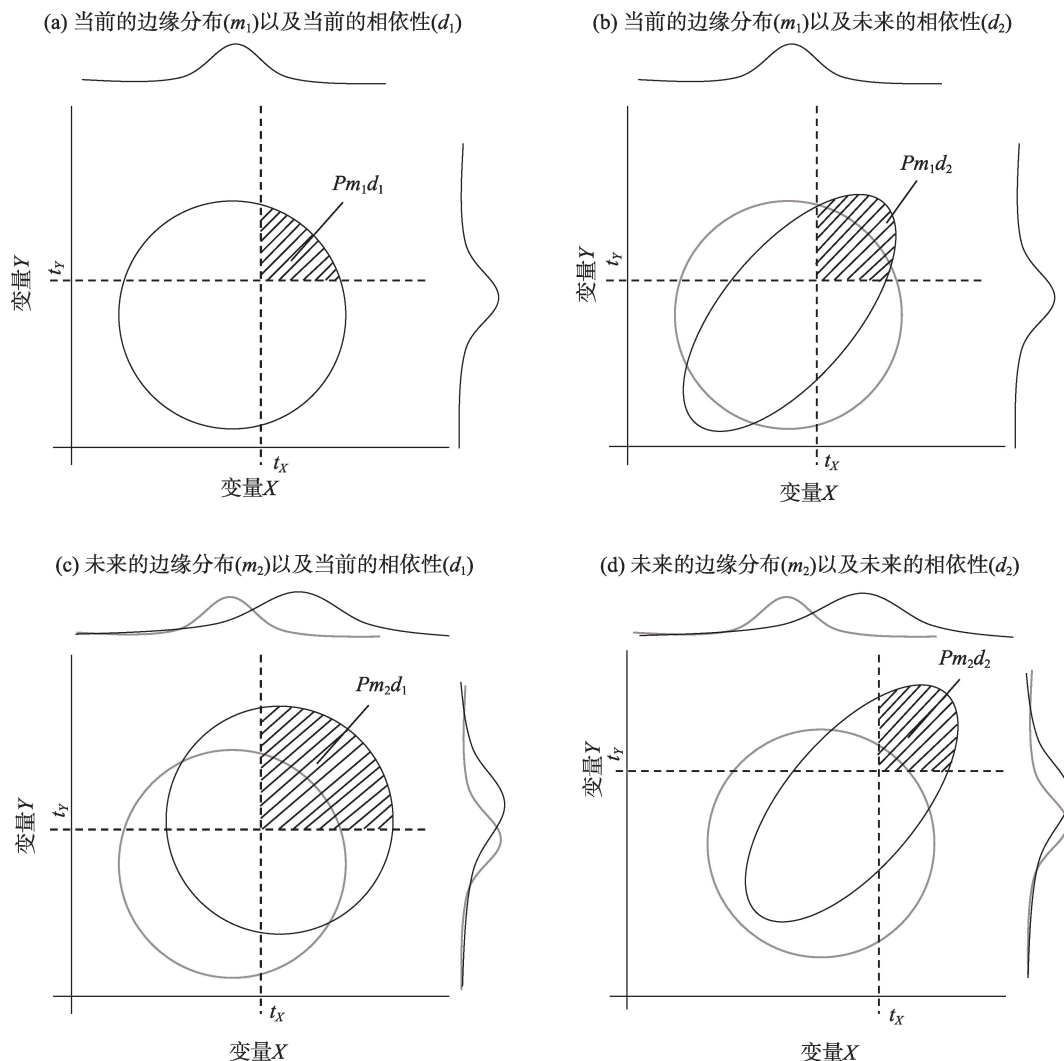 (a) 当前的边缘分布(m₁)以及当前的相依性(d₁)
Pm₁d₁
变量Y
t_Y
t_X
变量X
(b) 当前的边缘分布(m₁)以及未来的相依性(d₂)
Pm₁d₂
变量Y
t_Y
t_X
变量X
(c) 未来的边缘分布(m₂)以及当前的相依性(d₁)
Pm₂d₁
变量Y
t_Y
t_X
变量X
(d) 未来的边缘分布(m₂)以及未来的相依性(d₂)
Pm₂d₂
变量Y
t_Y
t_X
变量X